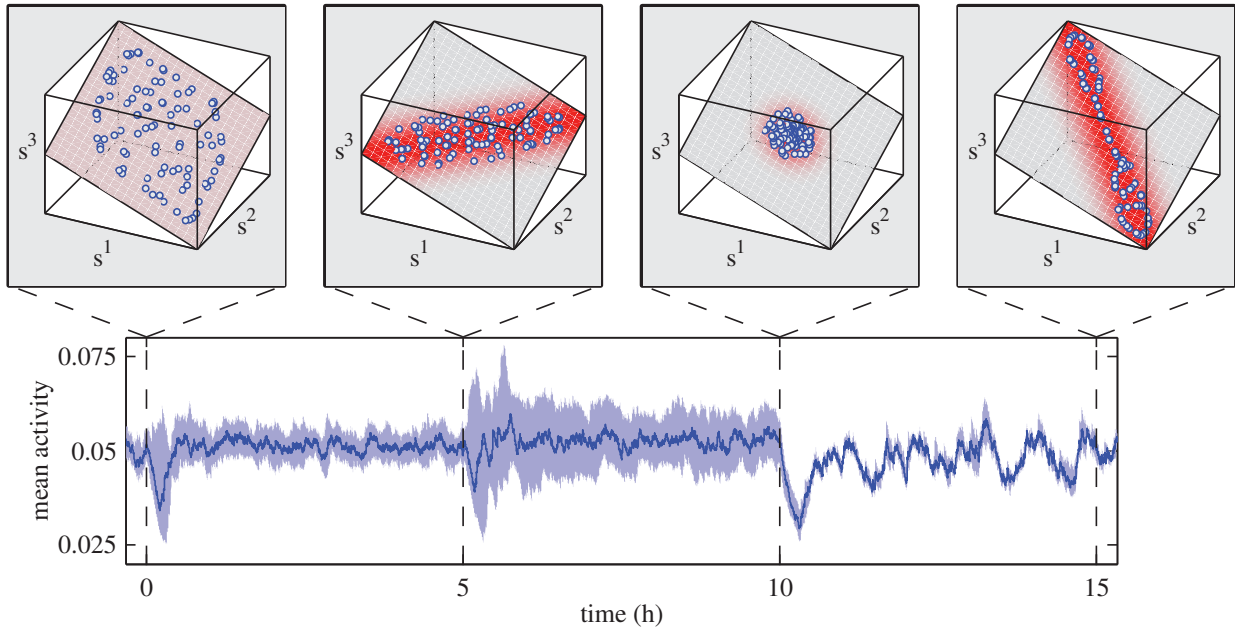 s³ s¹ s²
s³ s¹ s²
s³ s¹ s²
s³ s¹ s²
mean activity
0.075
0.05
0.025
0 5 10 15
time (h)